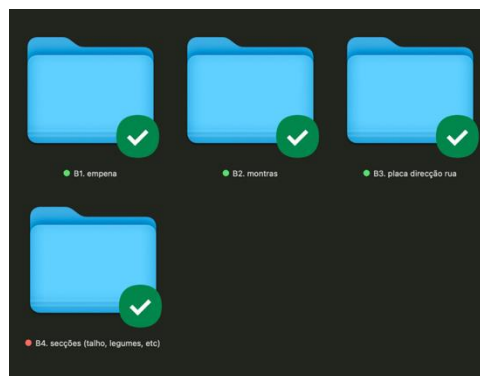 B1. empena
B2. montras
B3. placa direcção rua
B4. secções (talho, legumes, etc)